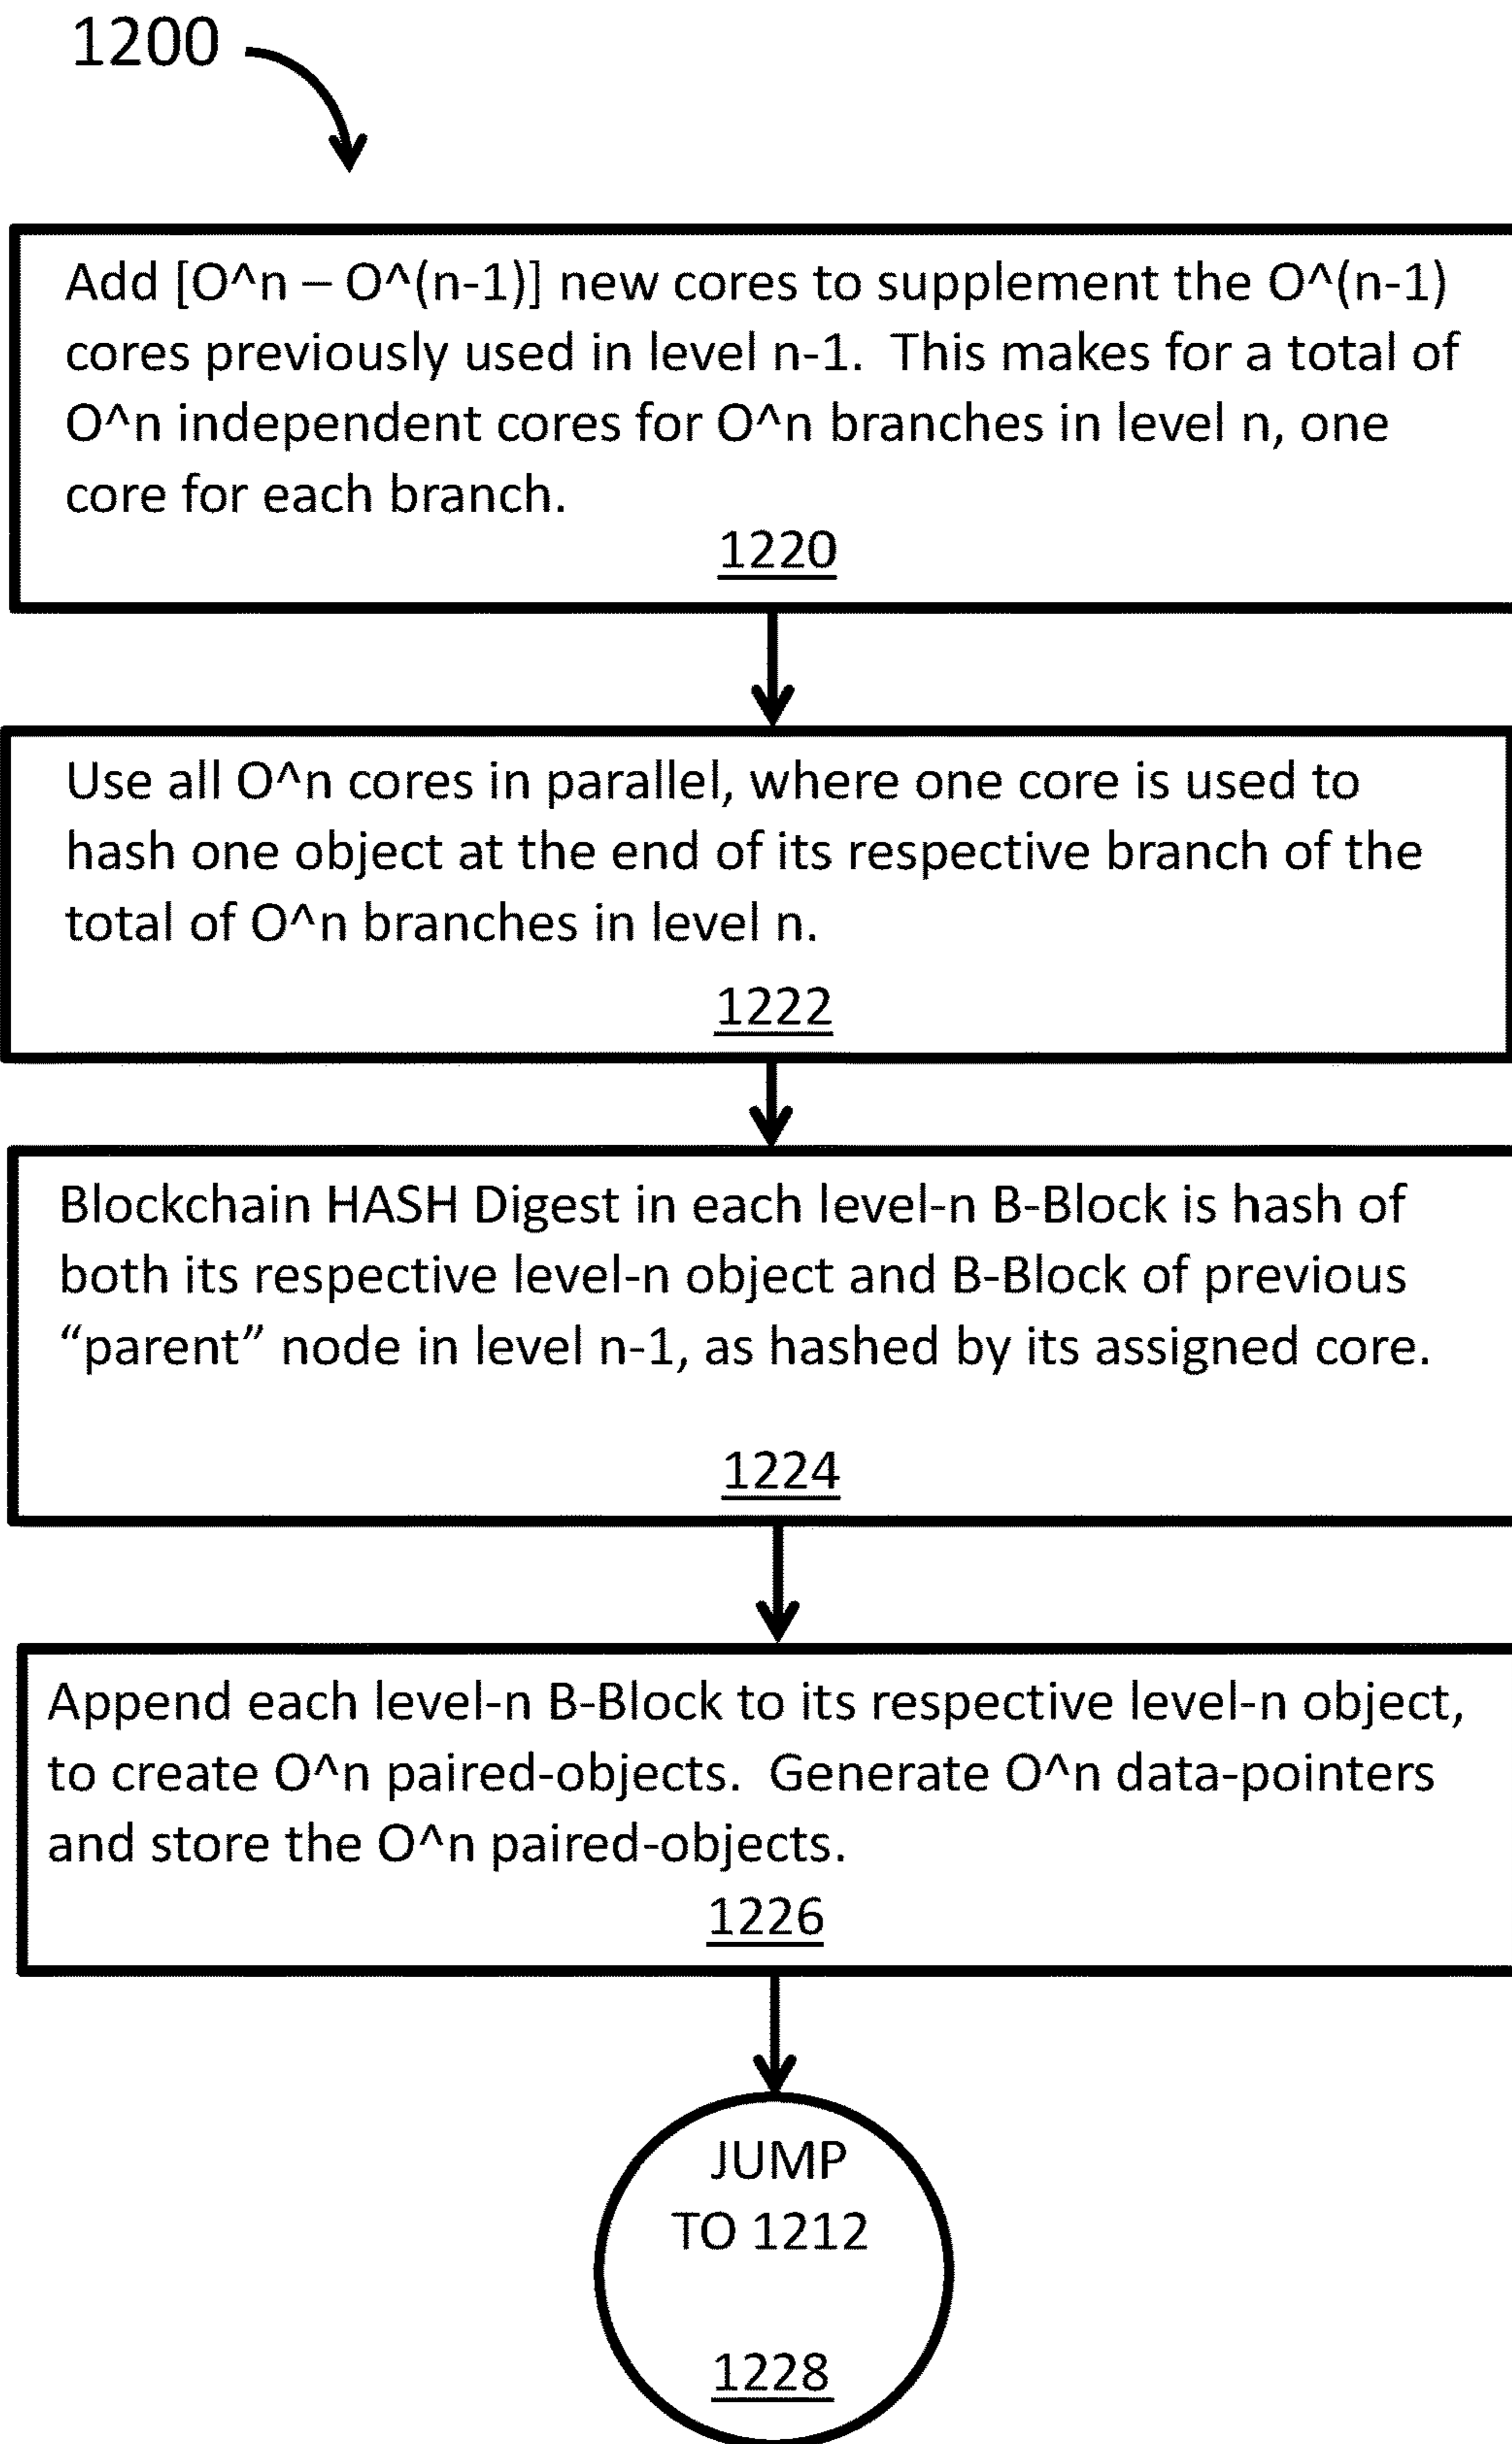 1200
Add [O^n – O^(n-1)] new cores to supplement the O^(n-1)
cores previously used in level n-1.  This makes for a total of
O^n independent cores for O^n branches in level n, one
core for each branch.
1220
Use all O^n cores in parallel, where one core is used to
hash one object at the end of its respective branch of the
total of O^n branches in level n.
1222
Blockchain HASH Digest in each level-n B-Block is hash of
both its respective level-n object and B-Block of previous
“parent” node in level n-1, as hashed by its assigned core.
1224
Append each level-n B-Block to its respective level-n object,
to create O^n paired-objects.  Generate O^n data-pointers
and store the O^n paired-objects.
1226
JUMP
TO 1212
1228